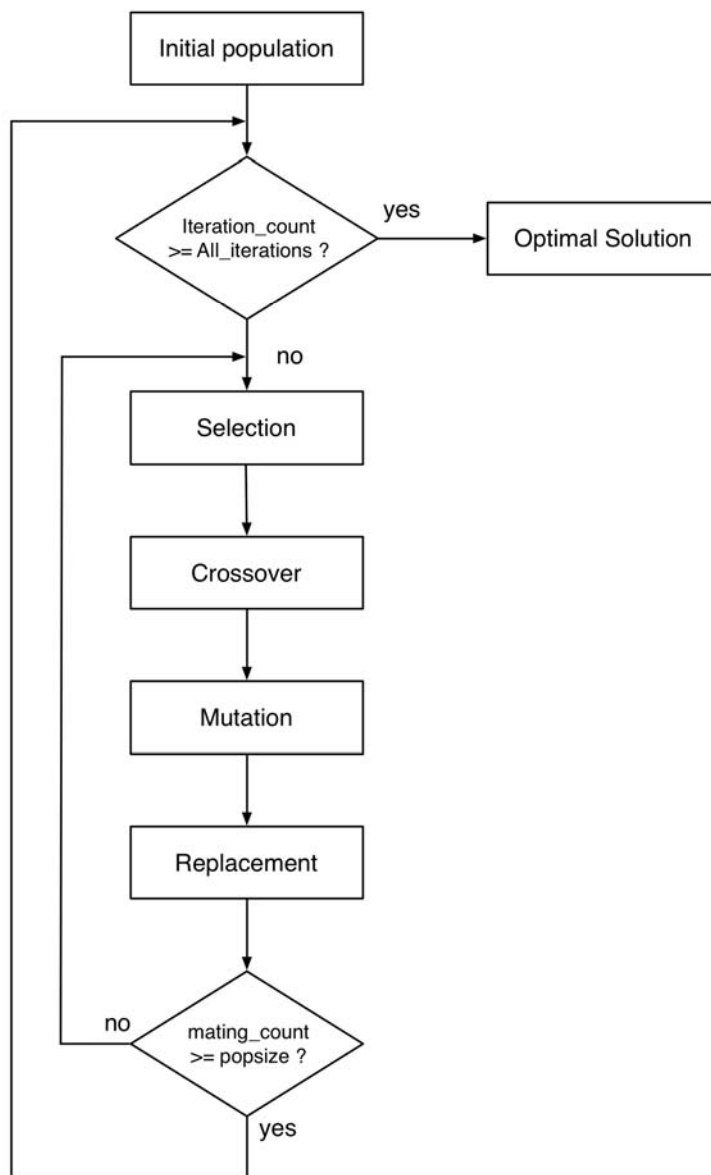 Initial population
Iteration_count
>= All_iterations ?
yes
Optimal Solution
no
Selection
Crossover
Mutation
Replacement
no
mating_count
>= popsize ?
yes